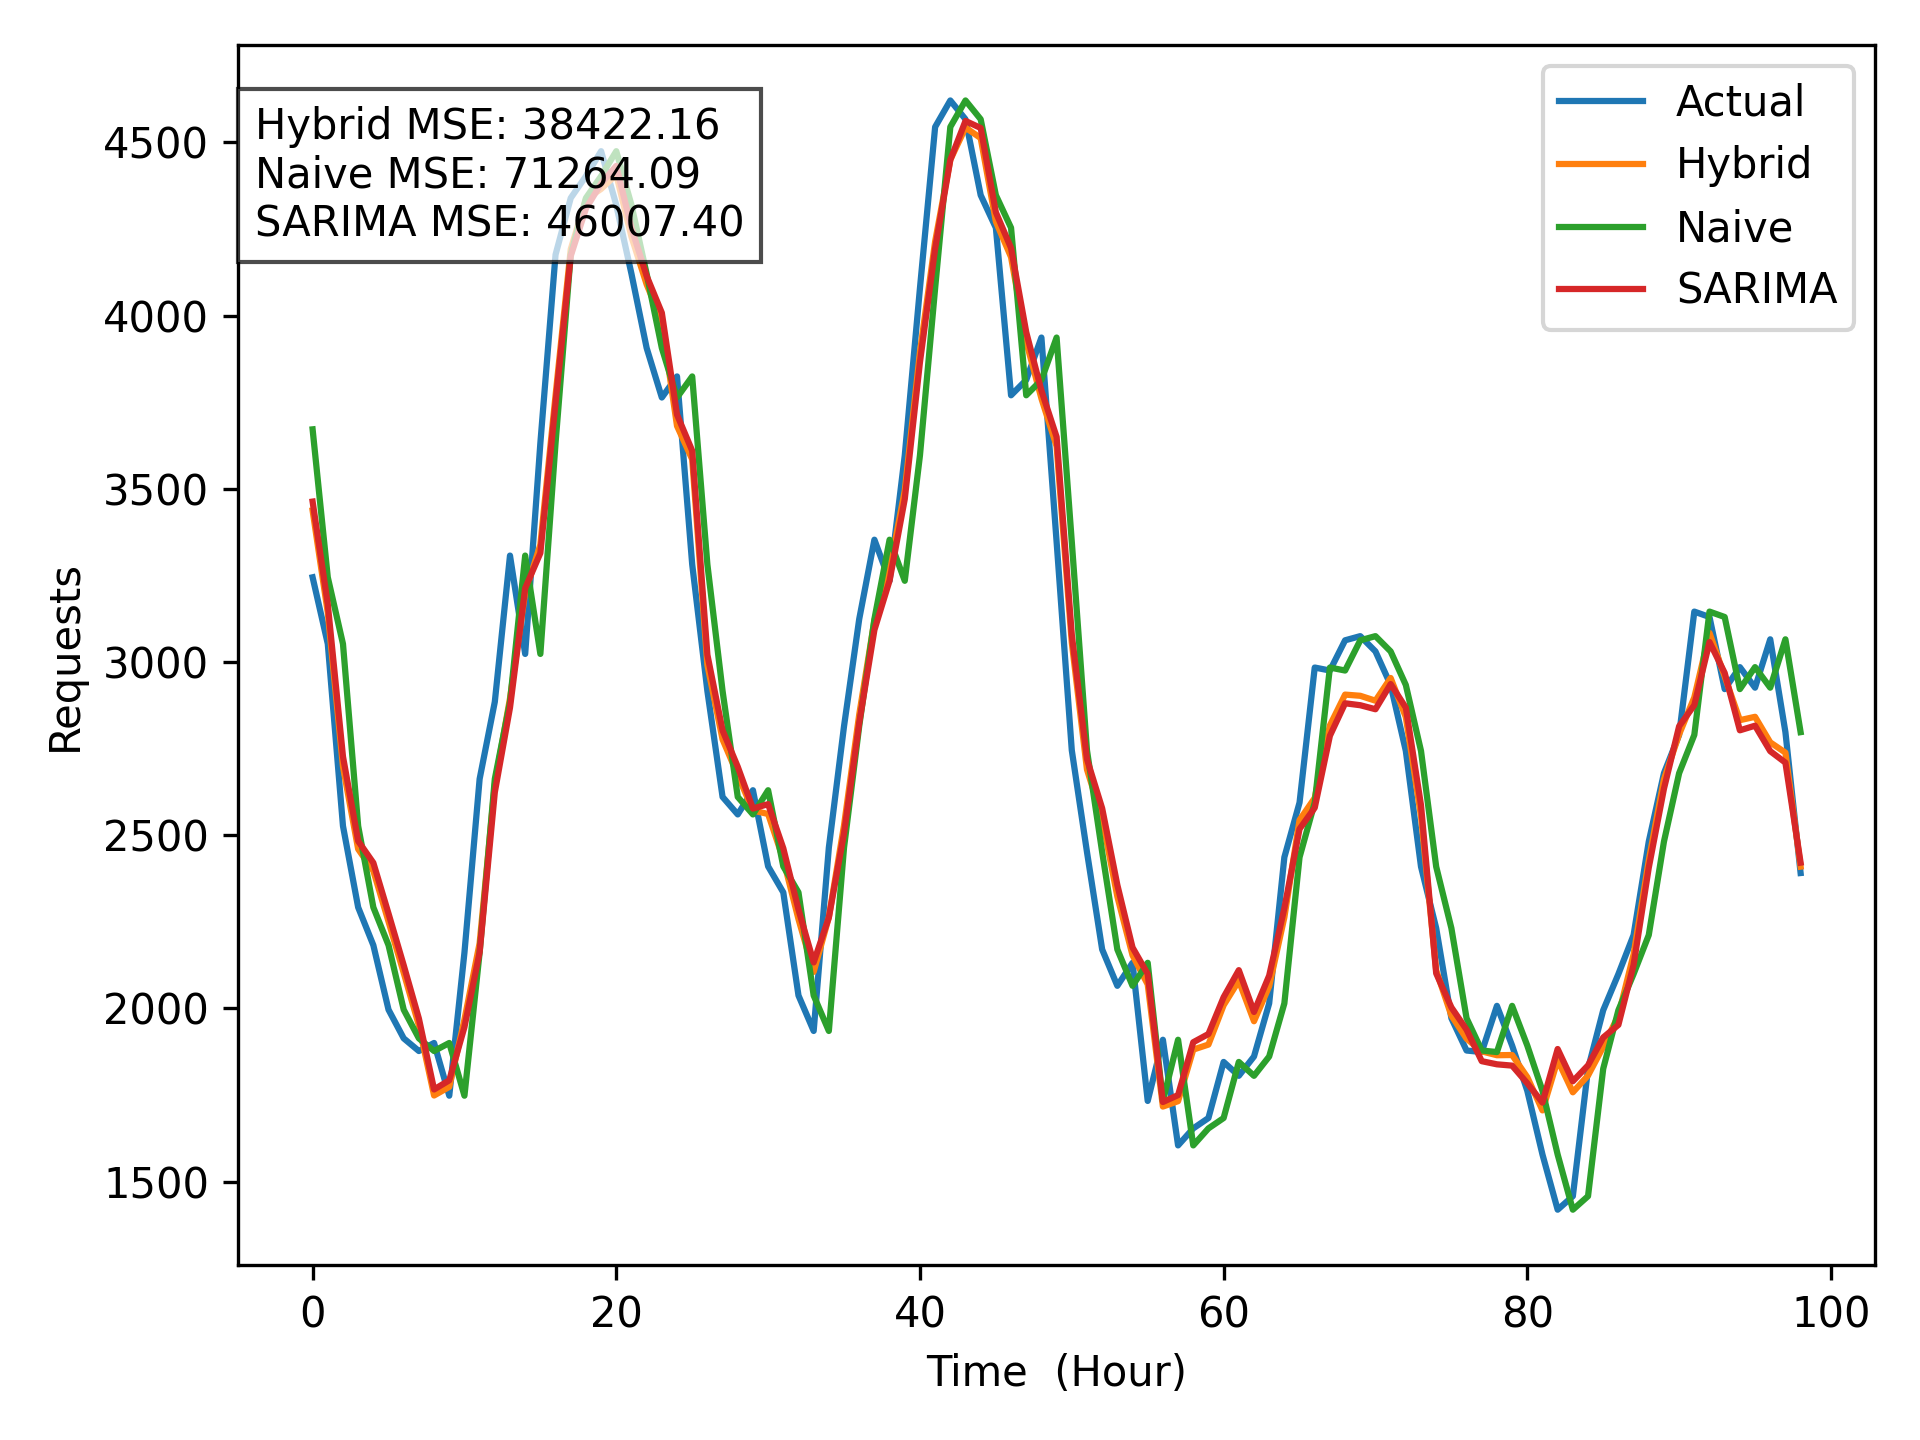 Hybrid MSE: 38422.16
Naive MSE: 71264.09
SARIMA MSE: 46007.40
Actual
Hybrid
Naive
SARIMA
4500
4000
3500
3000
2500
2000
1500
Requests
0 20 40 60 80 100
Time (Hour)